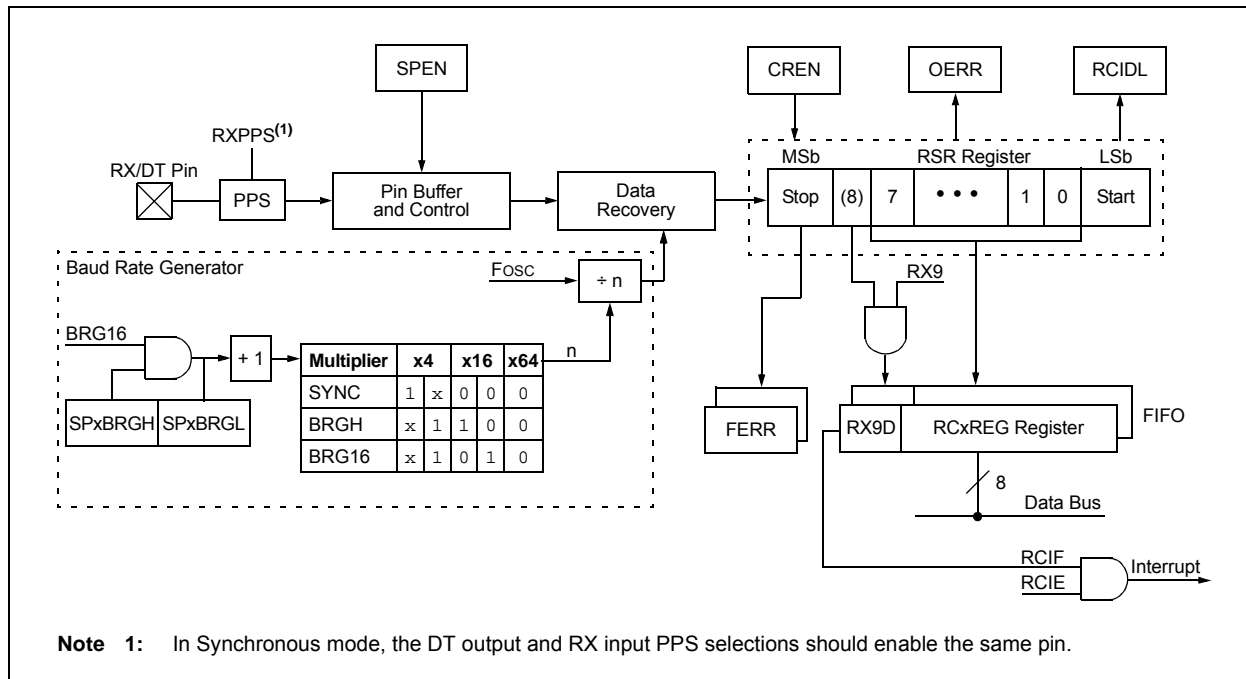 SPEN
CREN
OERR
RCIDL
RXPPS(1)
RX/DT Pin
PPS
Pin Buffer
and Control
Data
Recovery
MSb
RSR Register
LSb
Stop
(8)
7
• • •
1
0
Start
Baud Rate Generator
FOSC
÷ n
RX9
BRG16
+ 1
n
Multiplier x4 x16 x64
SYNC 1 x 0 0 0
BRGH x 1 1 0 0
BRG16 x 1 0 1 0
SPxBRGH
SPxBRGL
FERR
RX9D
RCxREG Register
FIFO
8
Data Bus
RCIF
RCIE
Interrupt
Note 1: In Synchronous mode, the DT output and RX input PPS selections should enable the same pin.